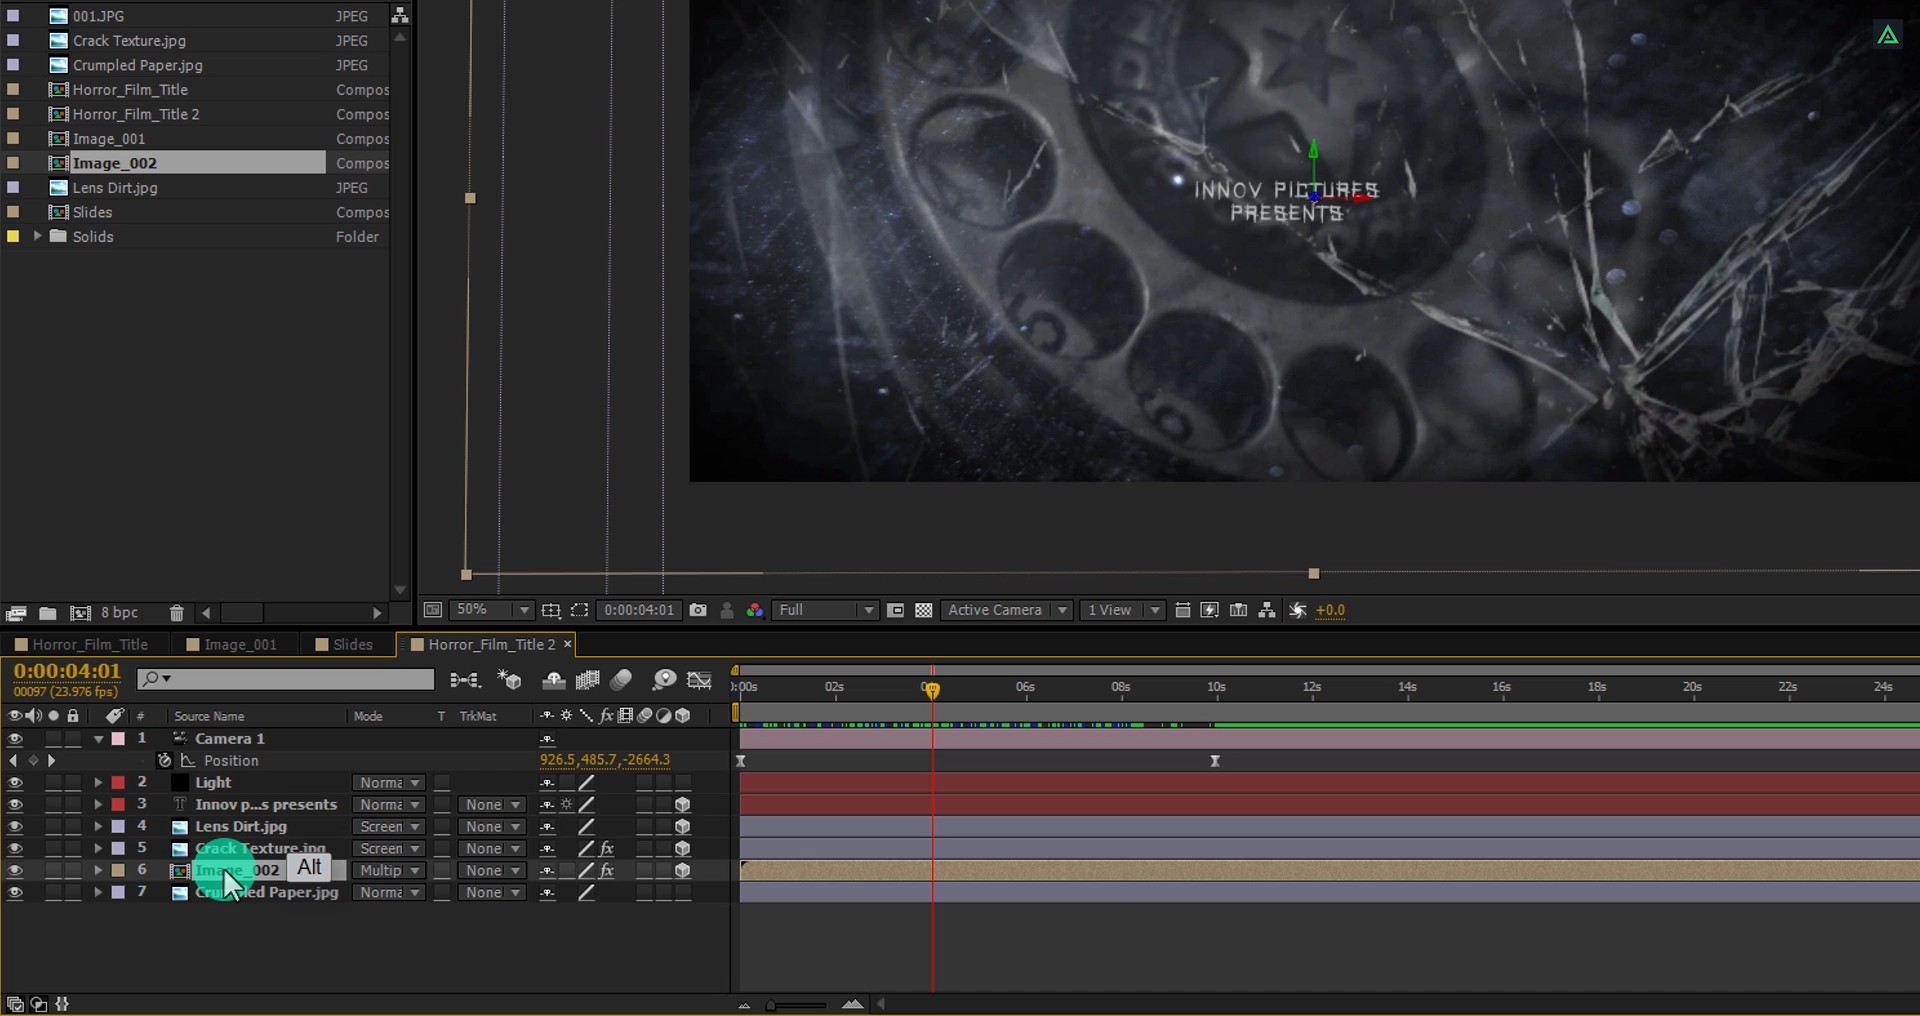 001.JPG JPEG
Crack Texture.jpg JPEG
Crumpled Paper.jpg JPEG
Horror_Film_Title Compos
Horror_Film_Title 2 Compos
Image_001 Compos
Image_002 Compos
Lens Dirt.jpg JPEG
Slides Compos
Solids Folder
INNOV PICTURES
PRESENTS
8 bpc
50% 0:00:04:01 Full Active Camera 1 View +0.0
Horror_Film_Title Image_001 Slides Horror_Film_Title 2 ×
0:00:04:01
00097 (23.976 fps)
:00s 02s 06s 08s 10s 12s 14s 16s 18s 20s 22s 24s
# Source Name Mode T TrkMat fx
1 Camera 1
Position 926.5,485.7,-2664.3
2 Light Norma
3 T Innov p...s presents Norma None
4 Lens Dirt.jpg Screen None
5 Crack Texture.jpg Screen None fx
6 Image_002 Alt Multip None fx
7 Crumpled Paper.jpg Norma None